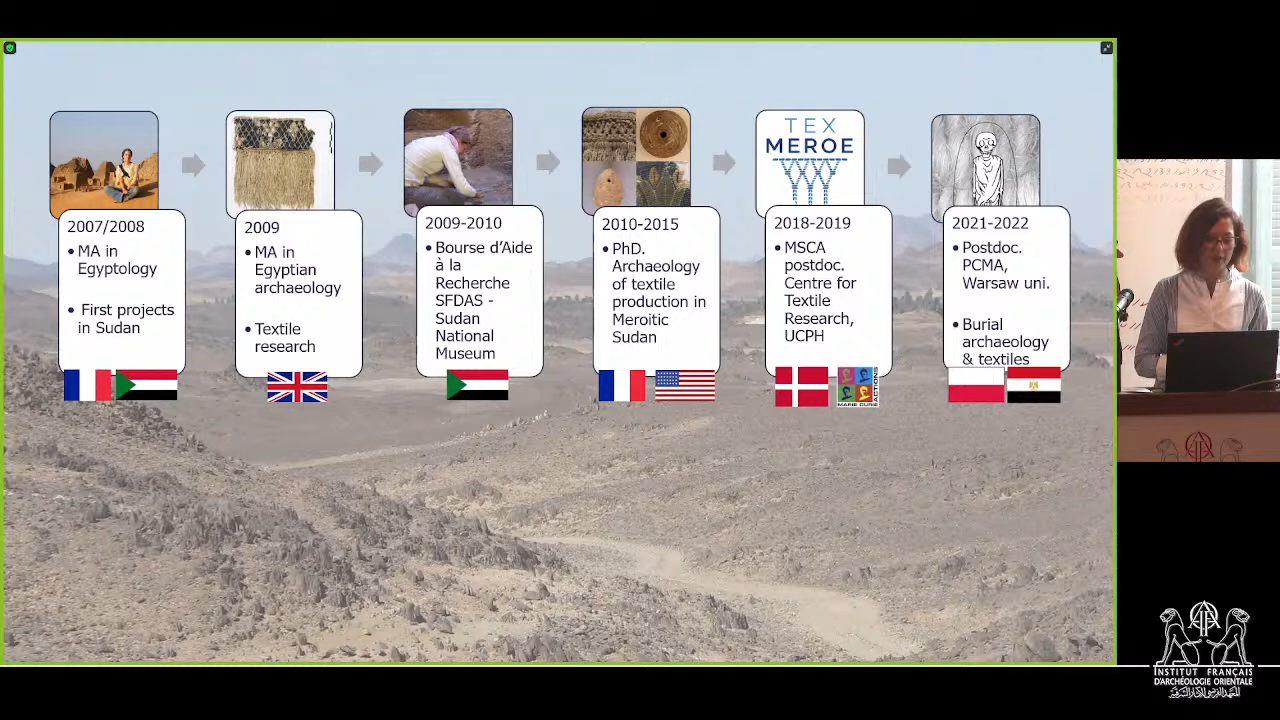 2007/2008
• MA in
Egyptology
• First projects
in Sudan
2009
• MA in
Egyptian
archaeology
• Textile
research
2009-2010
• Bourse d’Aide
à la
Recherche
SFDAS -
Sudan
National
Museum
2010-2015
• PhD.
Archaeology
of textile
production in
Meroitic
Sudan
TEX
MEROE
2018-2019
• MSCA
postdoc.
Centre for
Textile
Research,
UCPH
MARIE CURIE
ACTIONS
2021-2022
• Postdoc.
PCMA,
Warsaw uni.
• Burial
archaeology
& textiles
INSTITUT FRANÇAIS
D'ARCHÉOLOGIE ORIENTALE